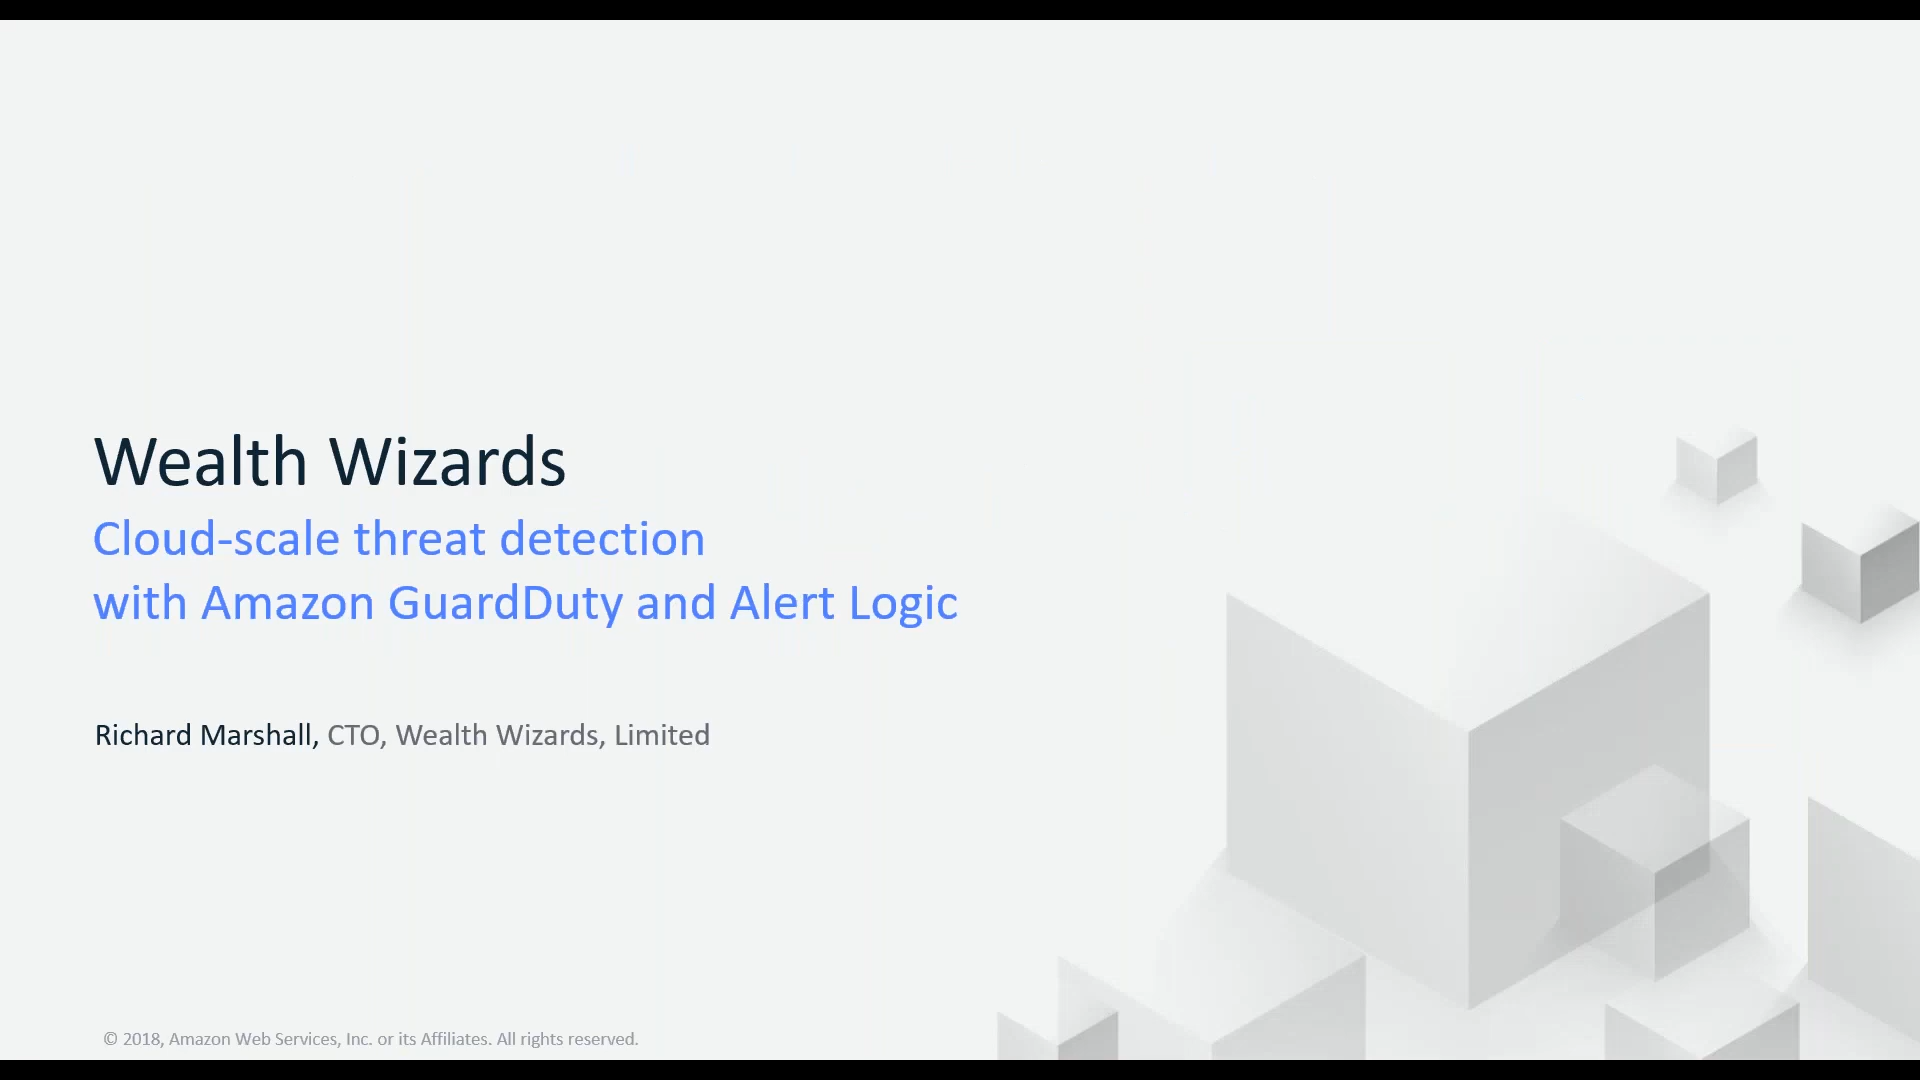 Wealth Wizards
Cloud-scale threat detection
with Amazon GuardDuty and Alert Logic
Richard Marshall, CTO, Wealth Wizards, Limited
© 2018, Amazon Web Services, Inc. or its Affiliates. All rights reserved.